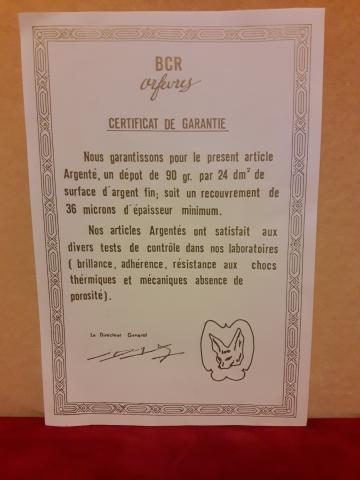 BCR
orfevres
CERTIFICAT DE GARANTIE
Nous garantissons pour le present article
Argenté, un dépot de 90 gr. par 24 dm² de
surface d'argent fin; soit un recouvrement de
36 microns d'épaisseur minimum.
Nos articles Argentés ont satisfait aux
divers tests de contrôle dans nos laboratoires
( brillance, adhérence, résistance aux chocs
thérmiques et mécaniques absence de
porosité).
Le Directeur General